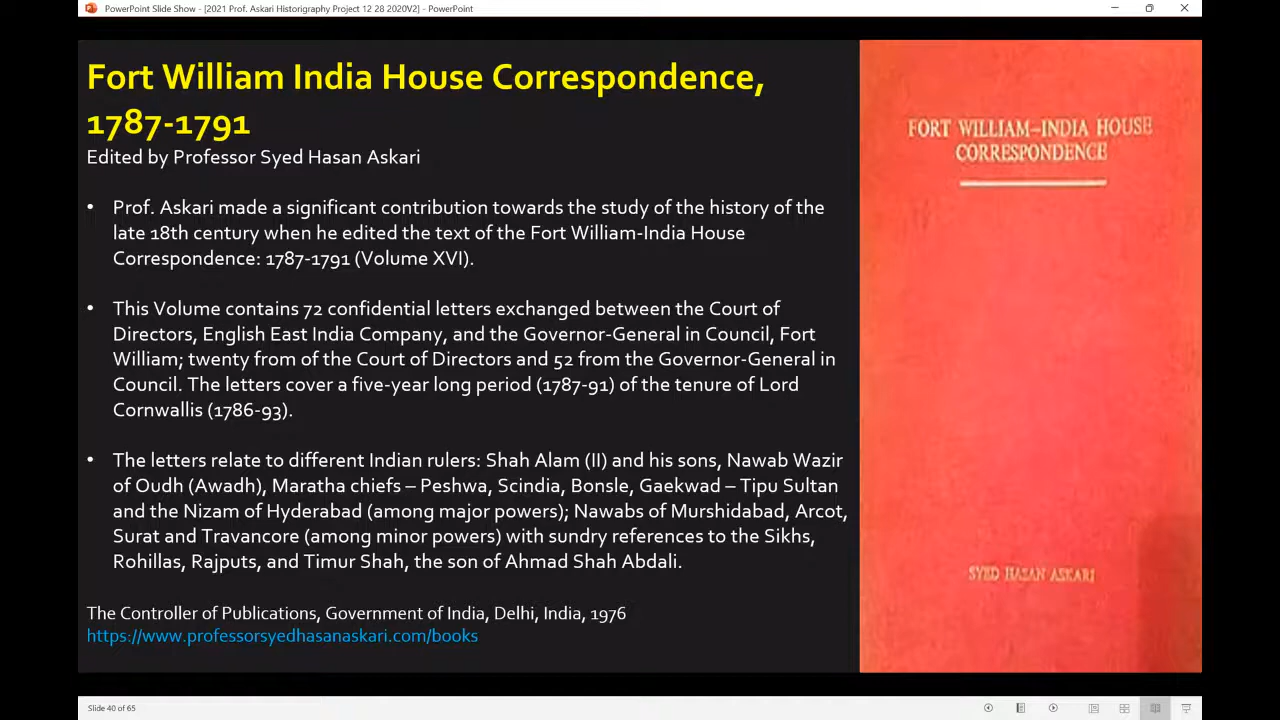 PowerPoint Slide Show - [2021 Prof. Askari Historigraphy Project 12 28 2020V2] - PowerPoint
Fort William India House Correspondence,
1787-1791
Edited by Professor Syed Hasan Askari
• Prof. Askari made a significant contribution towards the study of the history of the
late 18th century when he edited the text of the Fort William-India House
Correspondence: 1787-1791 (Volume XVI).
• This Volume contains 72 confidential letters exchanged between the Court of
Directors, English East India Company, and the Governor-General in Council, Fort
William; twenty from of the Court of Directors and 52 from the Governor-General in
Council. The letters cover a five-year long period (1787-91) of the tenure of Lord
Cornwallis (1786-93).
• The letters relate to different Indian rulers: Shah Alam (II) and his sons, Nawab Wazir
of Oudh (Awadh), Maratha chiefs – Peshwa, Scindia, Bonsle, Gaekwad – Tipu Sultan
and the Nizam of Hyderabad (among major powers); Nawabs of Murshidabad, Arcot,
Surat and Travancore (among minor powers) with sundry references to the Sikhs,
Rohillas, Rajputs, and Timur Shah, the son of Ahmad Shah Abdali.
The Controller of Publications, Government of India, Delhi, India, 1976
https://www.professorsyedhasanaskari.com/books
FORT WILLIAM–INDIA HOUSE
CORRESPONDENCE
SYED HASAN ASKARI
Slide 40 of 65